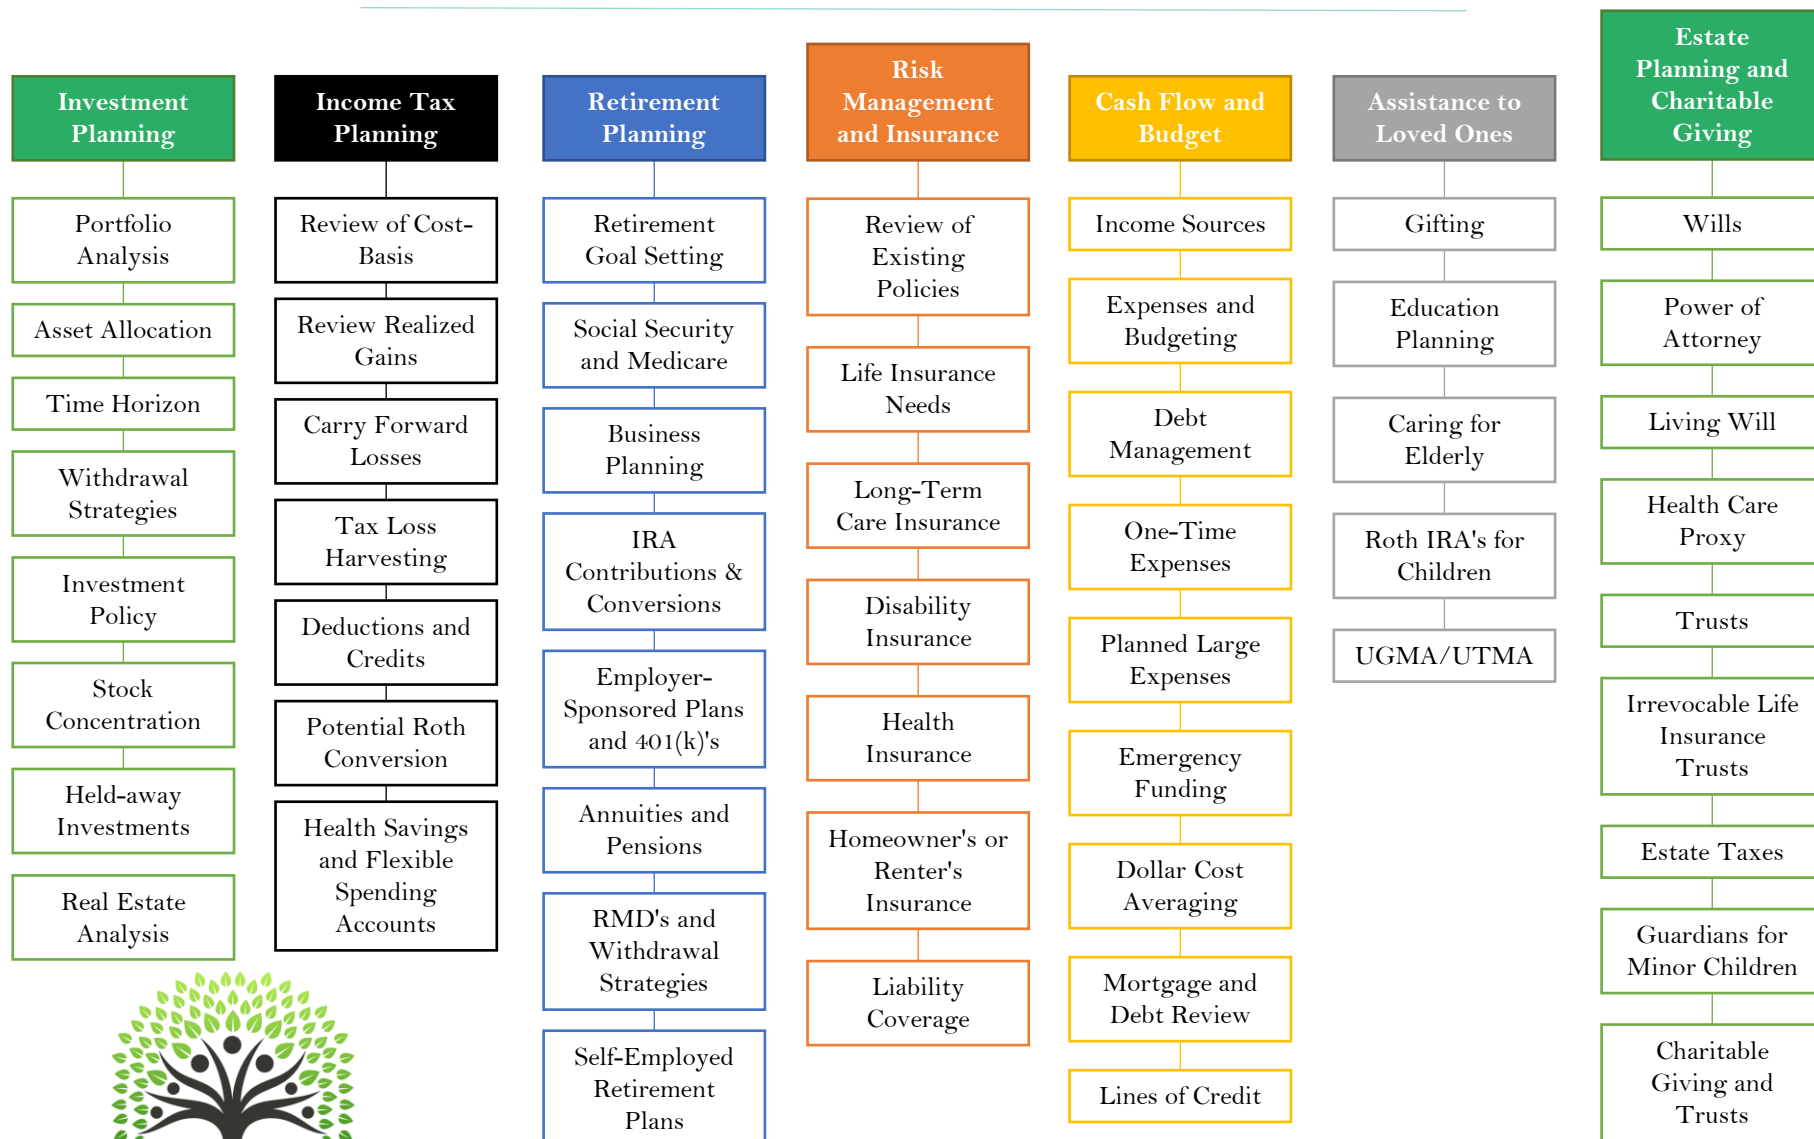 Investment
Planning
Portfolio
Analysis
Asset Allocation
Time Horizon
Withdrawal
Strategies
Investment
Policy
Stock
Concentration
Held-away
Investments
Real Estate
Analysis
Income Tax
Planning
Review of Cost-
Basis
Review Realized
Gains
Carry Forward
Losses
Tax Loss
Harvesting
Deductions and
Credits
Potential Roth
Conversion
Health Savings
and Flexible
Spending
Accounts
Retirement
Planning
Retirement
Goal Setting
Social Security
and Medicare
Business
Planning
IRA
Contributions &
Conversions
Employer-
Sponsored Plans
and 401(k)'s
Annuities and
Pensions
RMD's and
Withdrawal
Strategies
Self-Employed
Retirement
Plans
Risk
Management
and Insurance
Review of
Existing
Policies
Life Insurance
Needs
Long-Term
Care Insurance
Disability
Insurance
Health
Insurance
Homeowner's or
Renter's
Insurance
Liability
Coverage
Cash Flow and
Budget
Income Sources
Expenses and
Budgeting
Debt
Management
One-Time
Expenses
Planned Large
Expenses
Emergency
Funding
Dollar Cost
Averaging
Mortgage and
Debt Review
Lines of Credit
Assistance to
Loved Ones
Gifting
Education
Planning
Caring for
Elderly
Roth IRA's for
Children
UGMA/UTMA
Estate
Planning and
Charitable
Giving
Wills
Power of
Attorney
Living Will
Health Care
Proxy
Trusts
Irrevocable Life
Insurance
Trusts
Estate Taxes
Guardians for
Minor Children
Charitable
Giving and
Trusts